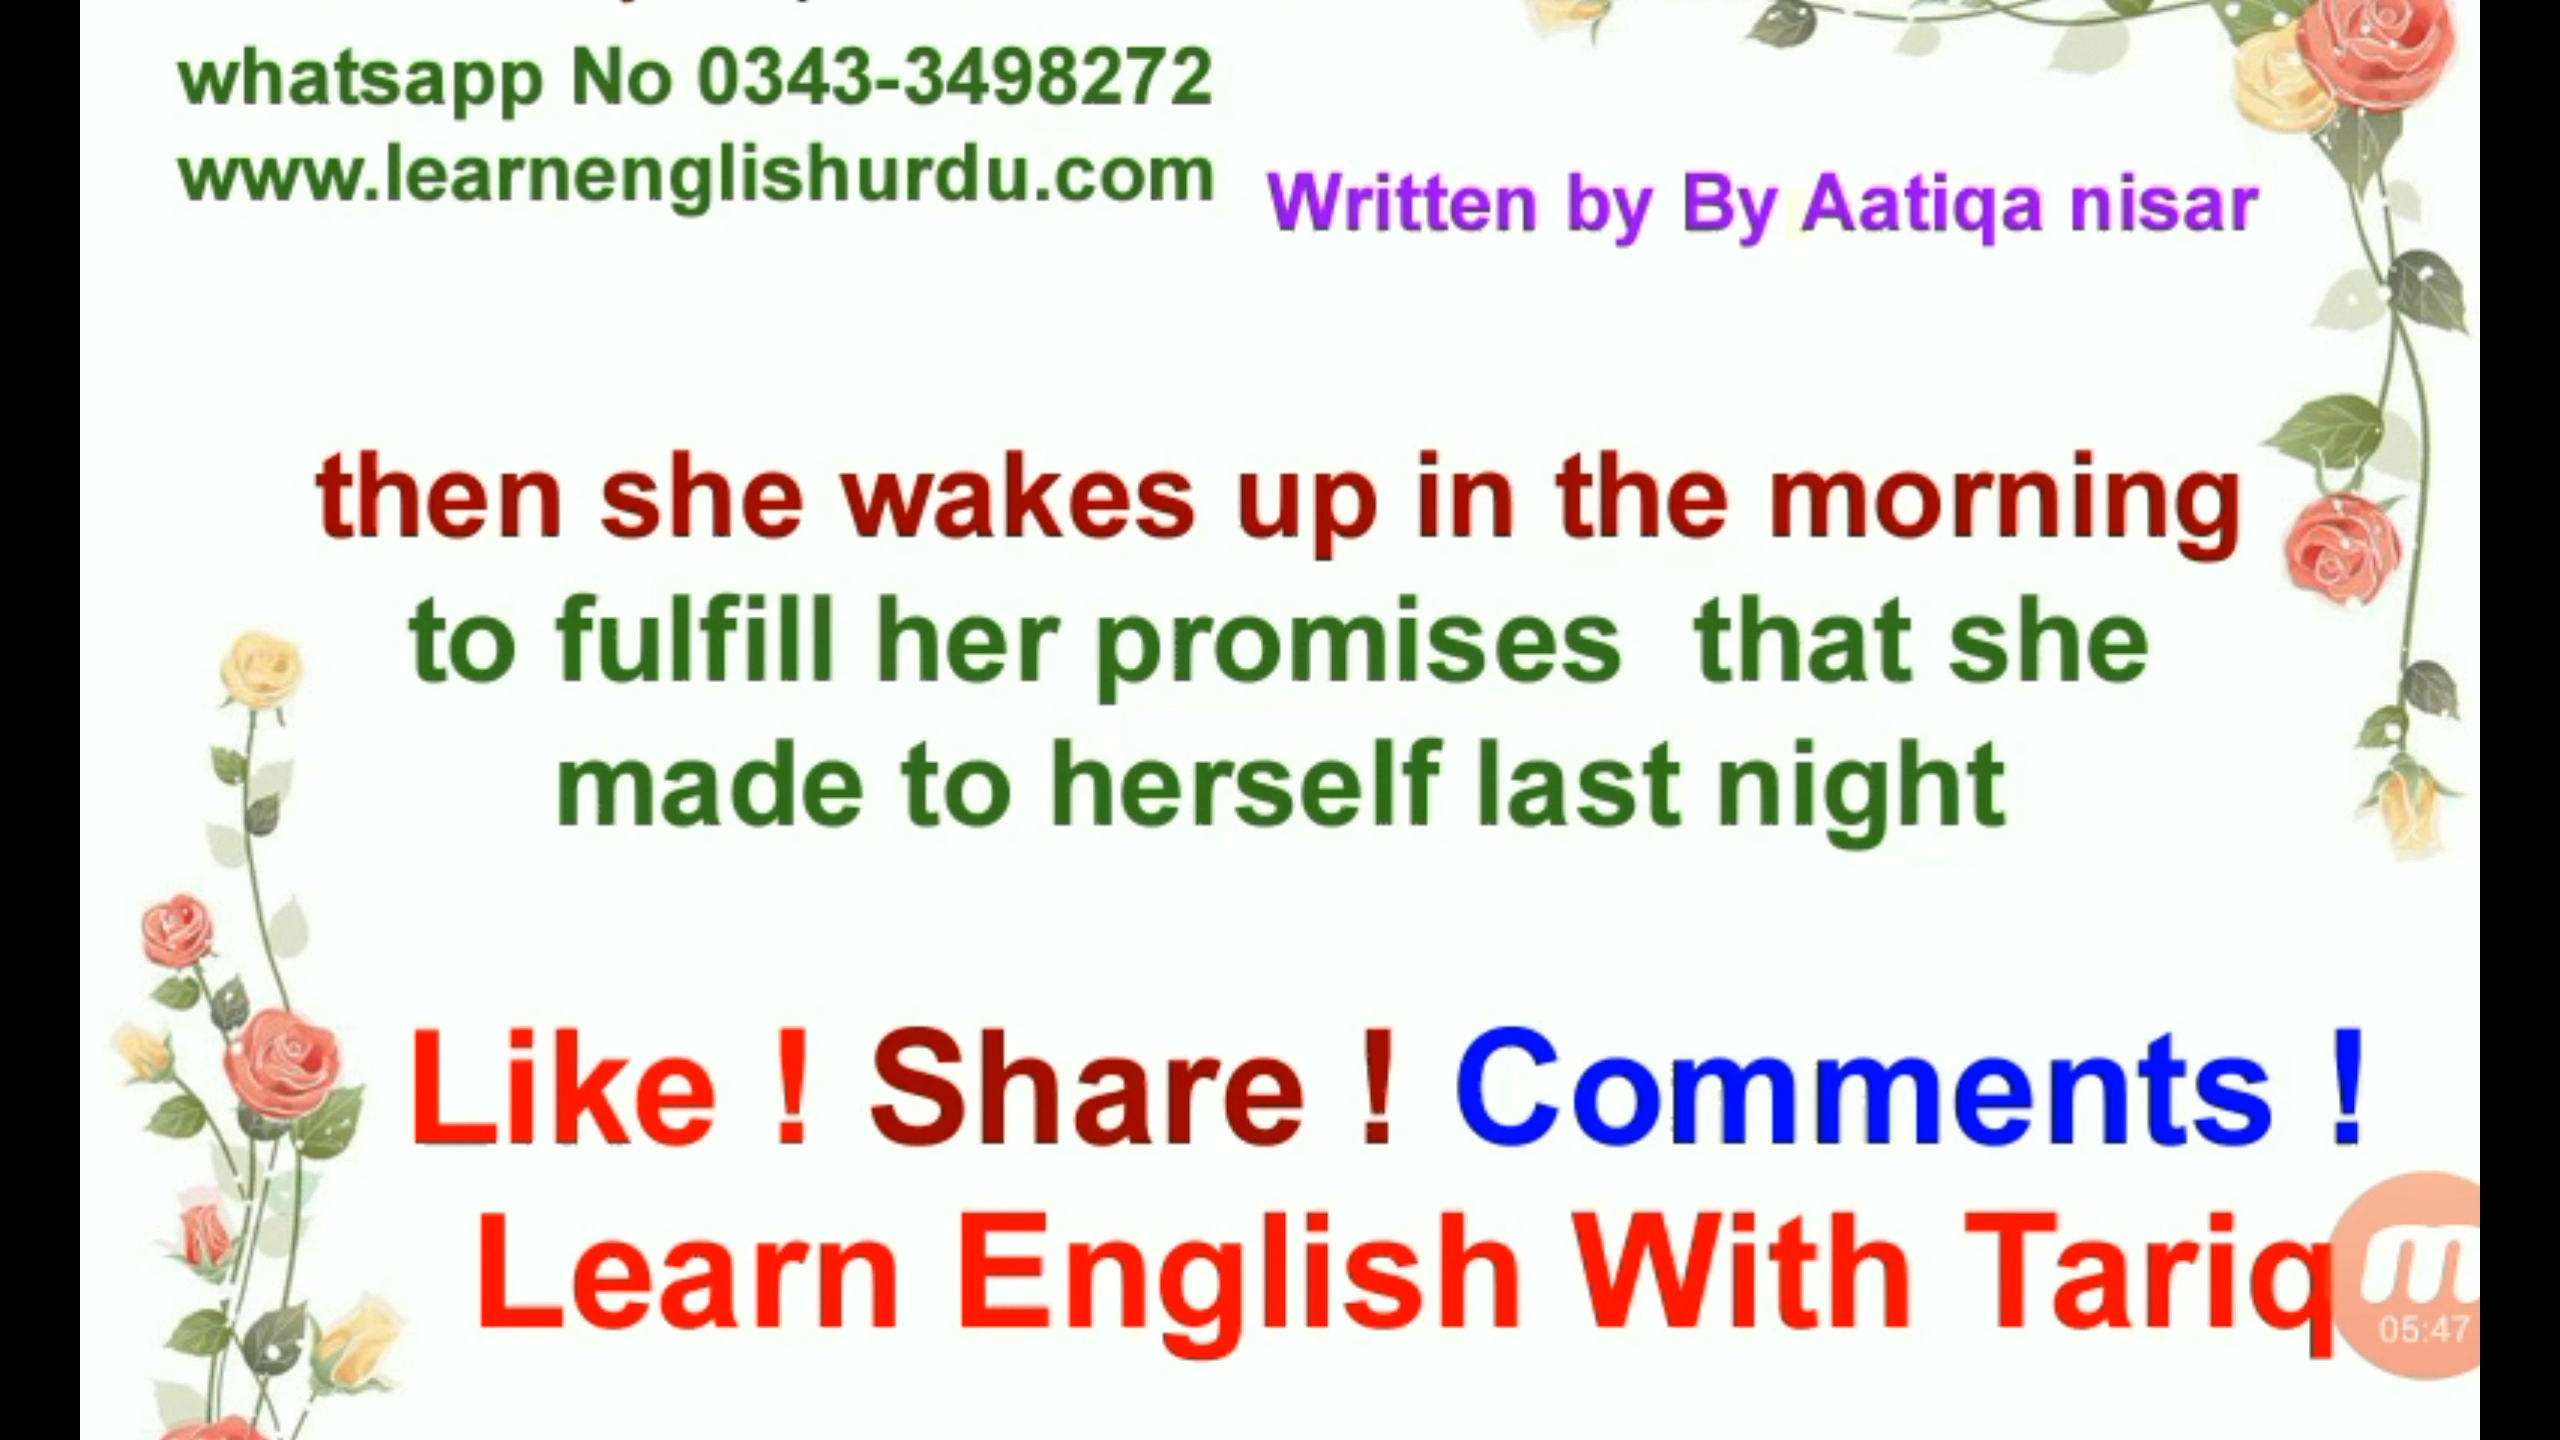 whatsapp No 0343-3498272
www.learnenglishurdu.com
Written by By Aatiqa nisar
then she wakes up in the morning
to fulfill her promises  that she
made to herself last night
Like ! Share ! Comments !
Learn English With Tariq
m
05:47